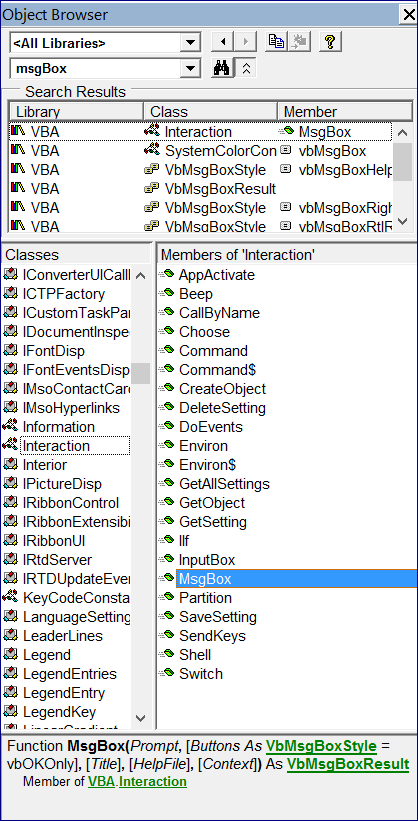 Object Browser
<All Libraries>
msgBox
Search Results
Library Class Member
VBA Interaction MsgBox
VBA SystemColorCon vbMsgBox
VBA VbMsgBoxStyle vbMsgBoxHelp
VBA VbMsgBoxResult
VBA VbMsgBoxStyle vbMsgBoxRigh
VBA VbMsgBoxStyle vbMsgBoxRtlR
Classes
IConverterUICall
ICTPFactory
ICustomTaskPa
IDocumentInspe
IFontDisp
IFontEventsDisp
IMsoContactCard
IMsoHyperlinks
Information
Interaction
Interior
IPictureDisp
IRibbonControl
IRibbonExtensibi
IRibbonUI
IRtdServer
IRTDUpdateEve
KeyCodeConsta
LanguageSetting
LeaderLines
Legend
LegendEntries
LegendEntry
LegendKey
LinearGradient
Members of 'Interaction'
AppActivate
Beep
CallByName
Choose
Command
Command$
CreateObject
DeleteSetting
DoEvents
Environ
Environ$
GetAllSettings
GetObject
GetSetting
IIf
InputBox
MsgBox
Partition
SaveSetting
SendKeys
Shell
Switch
Function MsgBox(Prompt, [Buttons As VbMsgBoxStyle =
vbOKOnly], [Title], [HelpFile], [Context]) As VbMsgBoxResult
Member of VBA.Interaction